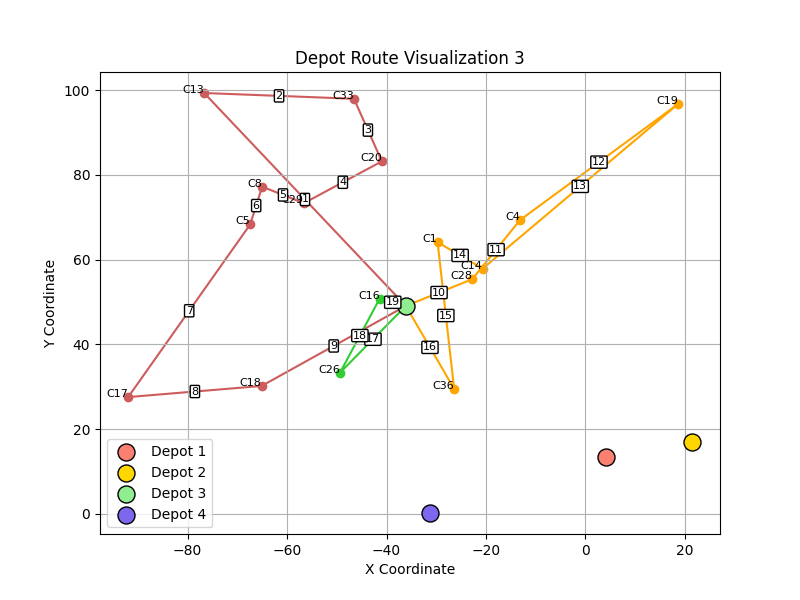 Depot Route Visualization 3
Y Coordinate
100
80
60
40
20
0
C13
2
C33
3
C20
4
C8
5
C29
1
6
C5
7
C17
8
C18
9
C19
12
13
C4
11
C1
14
C14
C28
10
15
16
C36
C16
19
18
17
C26
Depot 1
Depot 2
Depot 3
Depot 4
−80
−60
−40
−20
0
20
X Coordinate